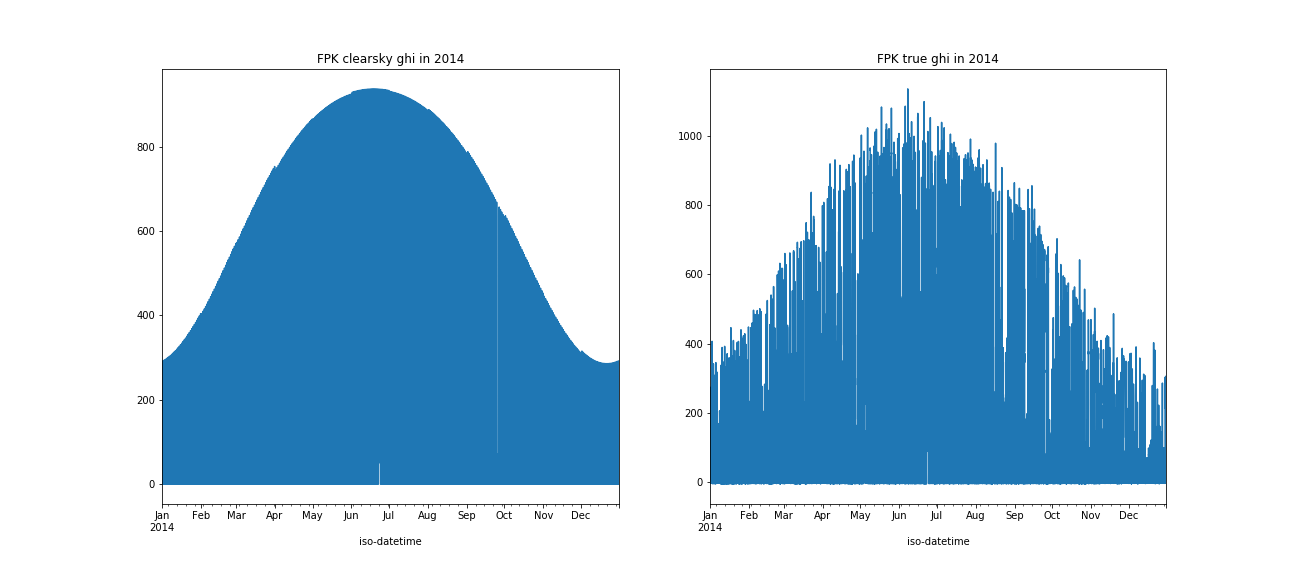 FPK clearsky ghi in 2014
800
600
400
200
0
Jan Feb Mar Apr May Jun Jul Aug Sep Oct Nov Dec
2014
iso-datetime
FPK true ghi in 2014
1000
800
600
400
200
0
Jan Feb Mar Apr May Jun Jul Aug Sep Oct Nov Dec
2014
iso-datetime